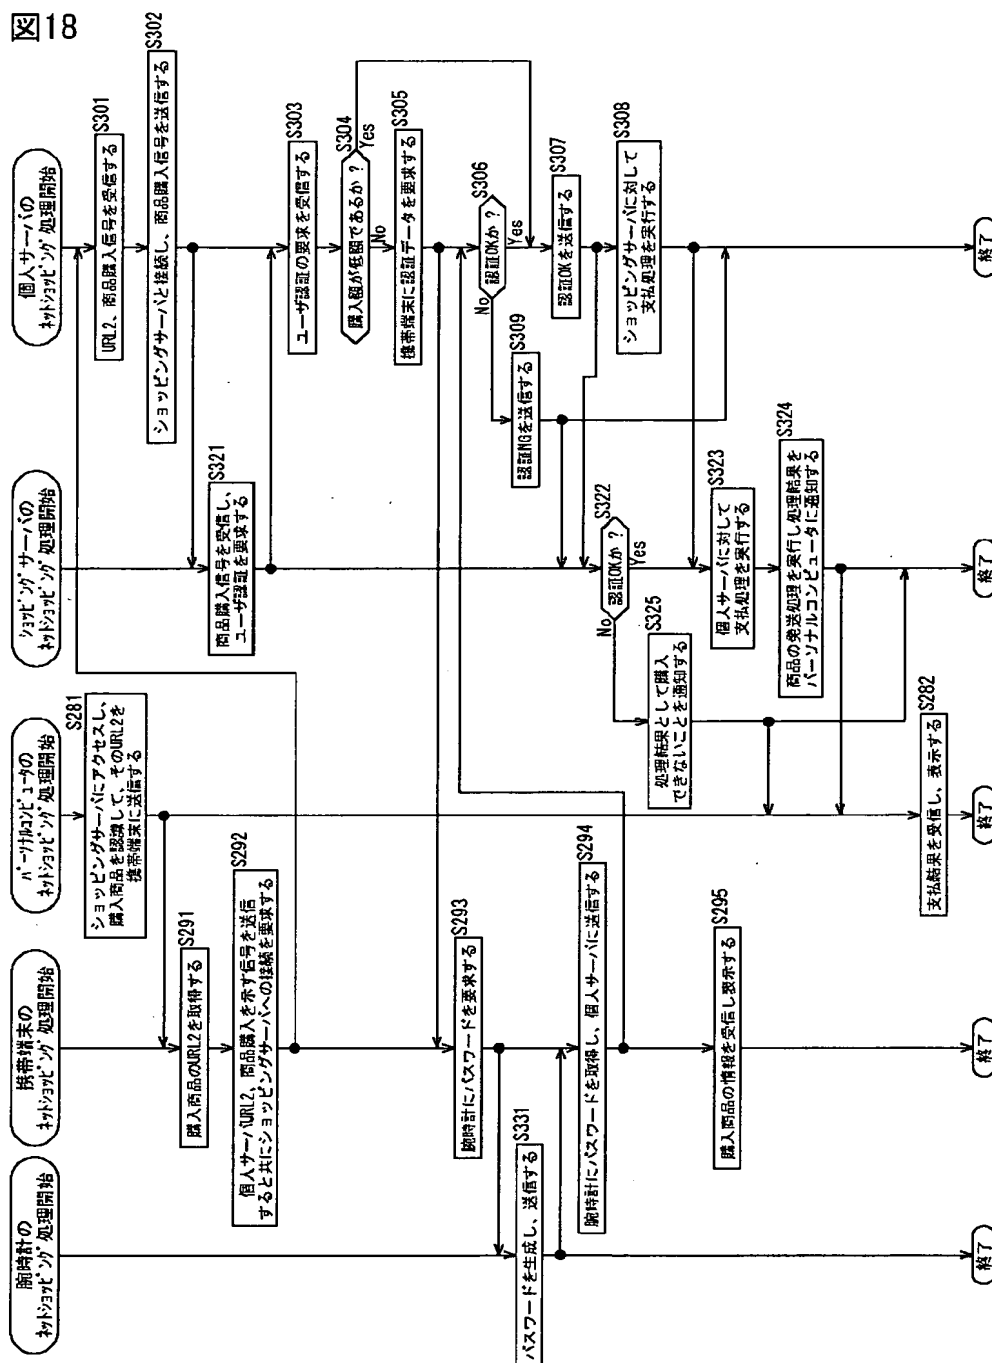 図18
腕時計の
ネットショッピング処理開始
パスワードを生成し、送信する
S331
終了
携帯端末の
ネットショッピング処理開始
購入商品のURL2を取得する
S291
個人サーバURL2、商品購入を示す信号を送信
すると共にショッピングサーバへの接続を要求する
S292
腕時計にパスワードを要求する
S293
腕時計にパスワードを取得し、個人サーバに送信する
S294
購入商品の情報を受信し表示する
S295
終了
パーソナルコンピュータの
ネットショッピング処理開始
ショッピングサーバにアクセスし、
購入商品を認識して、そのURL2を
携帯端末に送信する
S281
支払結果を受信し、表示する
S282
終了
ショッピングサーバの
ネットショッピング処理開始
商品購入信号を受信し、
ユーザ認証を要求する
S321
認証OKか?
S322
Yes
No
個人サーバに対して
支払処理を実行する
S323
商品の発送処理を実行し処理結果を
パーソナルコンピュータに通知する
S324
処理結果として購入
できないことを通知する
S325
終了
個人サーバの
ネットショッピング処理開始
URL2、商品購入信号を受信する
S301
ショッピングサーバと接続し、商品購入信号を送信する
S302
ユーザ認証の要求を受信する
S303
購入額が低額であるか?
S304
Yes
No
携帯端末に認証データを要求する
S305
認証OKか?
S306
Yes
No
認証OKを送信する
S307
ショッピングサーバに対して
支払処理を実行する
S308
認証NGを送信する
S309
終了